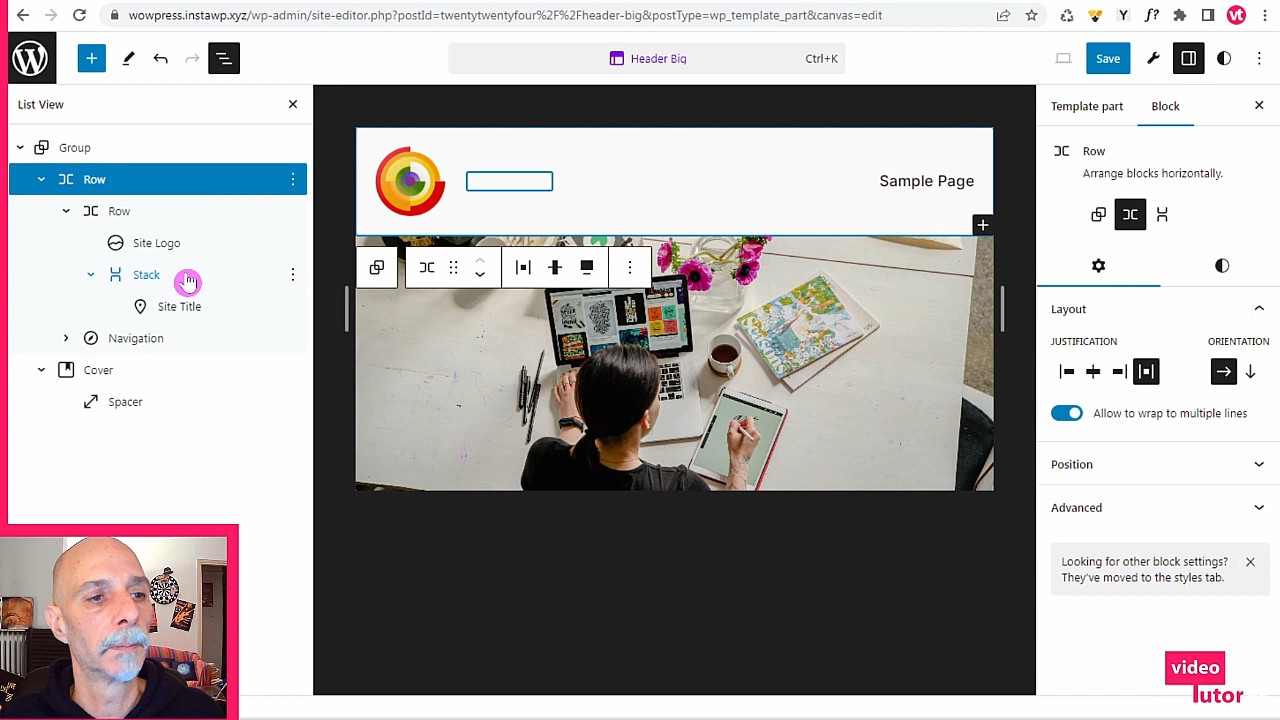 wowpress.instawp.xyz/wp-admin/site-editor.php?postId=twentytwentyfour%2F%2Fheader-big&postType=wp_template_part&canvas=edit
Header Big
Ctrl+K
Save
List View
Template part
Block
Group
Row
Row
Site Logo
Stack
Site Title
Navigation
Cover
Spacer
Sample Page
Row
Arrange blocks horizontally.
Layout
JUSTIFICATION
ORIENTATION
Allow to wrap to multiple lines
Position
Advanced
Looking for other block settings?
They've moved to the styles tab.
video
tutor